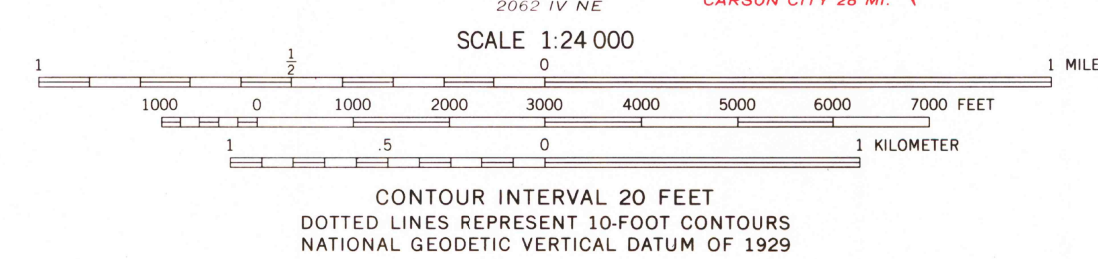 2062 IV NE
CARSON CITY 28 MI.
SCALE 1:24 000
1 1/2 0 1 MILE
1000 0 1000 2000 3000 4000 5000 6000 7000 FEET
1 .5 0 1 KILOMETER
CONTOUR INTERVAL 20 FEET
DOTTED LINES REPRESENT 10-FOOT CONTOURS
NATIONAL GEODETIC VERTICAL DATUM OF 1929